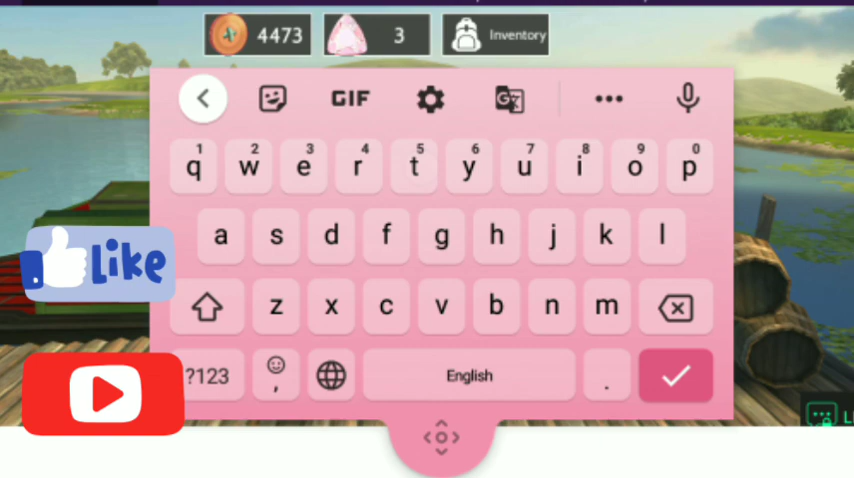 4473 3 Inventory
GIF
1 2 3 4 5 6 7 8 9 0
q w e r t y u i o p
a s d f g h j k l
Like
z x c v b n m
?123 , English .